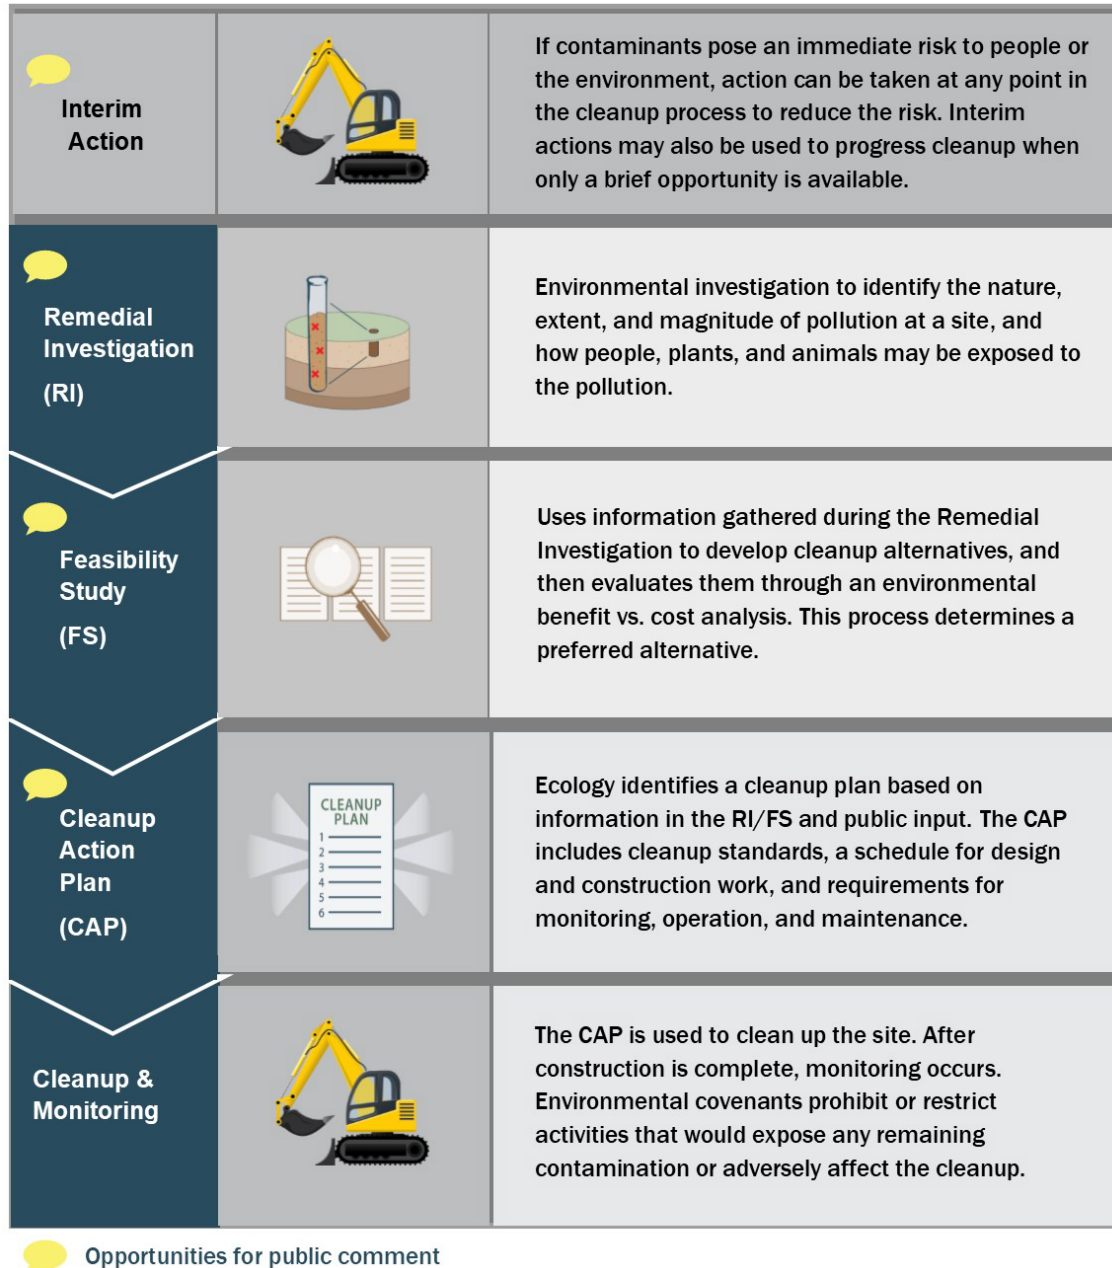 Interim
Action
If contaminants pose an immediate risk to people or
the environment, action can be taken at any point in
the cleanup process to reduce the risk. Interim
actions may also be used to progress cleanup when
only a brief opportunity is available.
Remedial
Investigation
(RI)
Environmental investigation to identify the nature,
extent, and magnitude of pollution at a site, and
how people, plants, and animals may be exposed to
the pollution.
Feasibility
Study
(FS)
Uses information gathered during the Remedial
Investigation to develop cleanup alternatives, and
then evaluates them through an environmental
benefit vs. cost analysis. This process determines a
preferred alternative.
Cleanup
Action
Plan
(CAP)
CLEANUP
PLAN
1
2
3
4
5
6
Ecology identifies a cleanup plan based on
information in the RI/FS and public input. The CAP
includes cleanup standards, a schedule for design
and construction work, and requirements for
monitoring, operation, and maintenance.
Cleanup &
Monitoring
The CAP is used to clean up the site. After
construction is complete, monitoring occurs.
Environmental covenants prohibit or restrict
activities that would expose any remaining
contamination or adversely affect the cleanup.
Opportunities for public comment